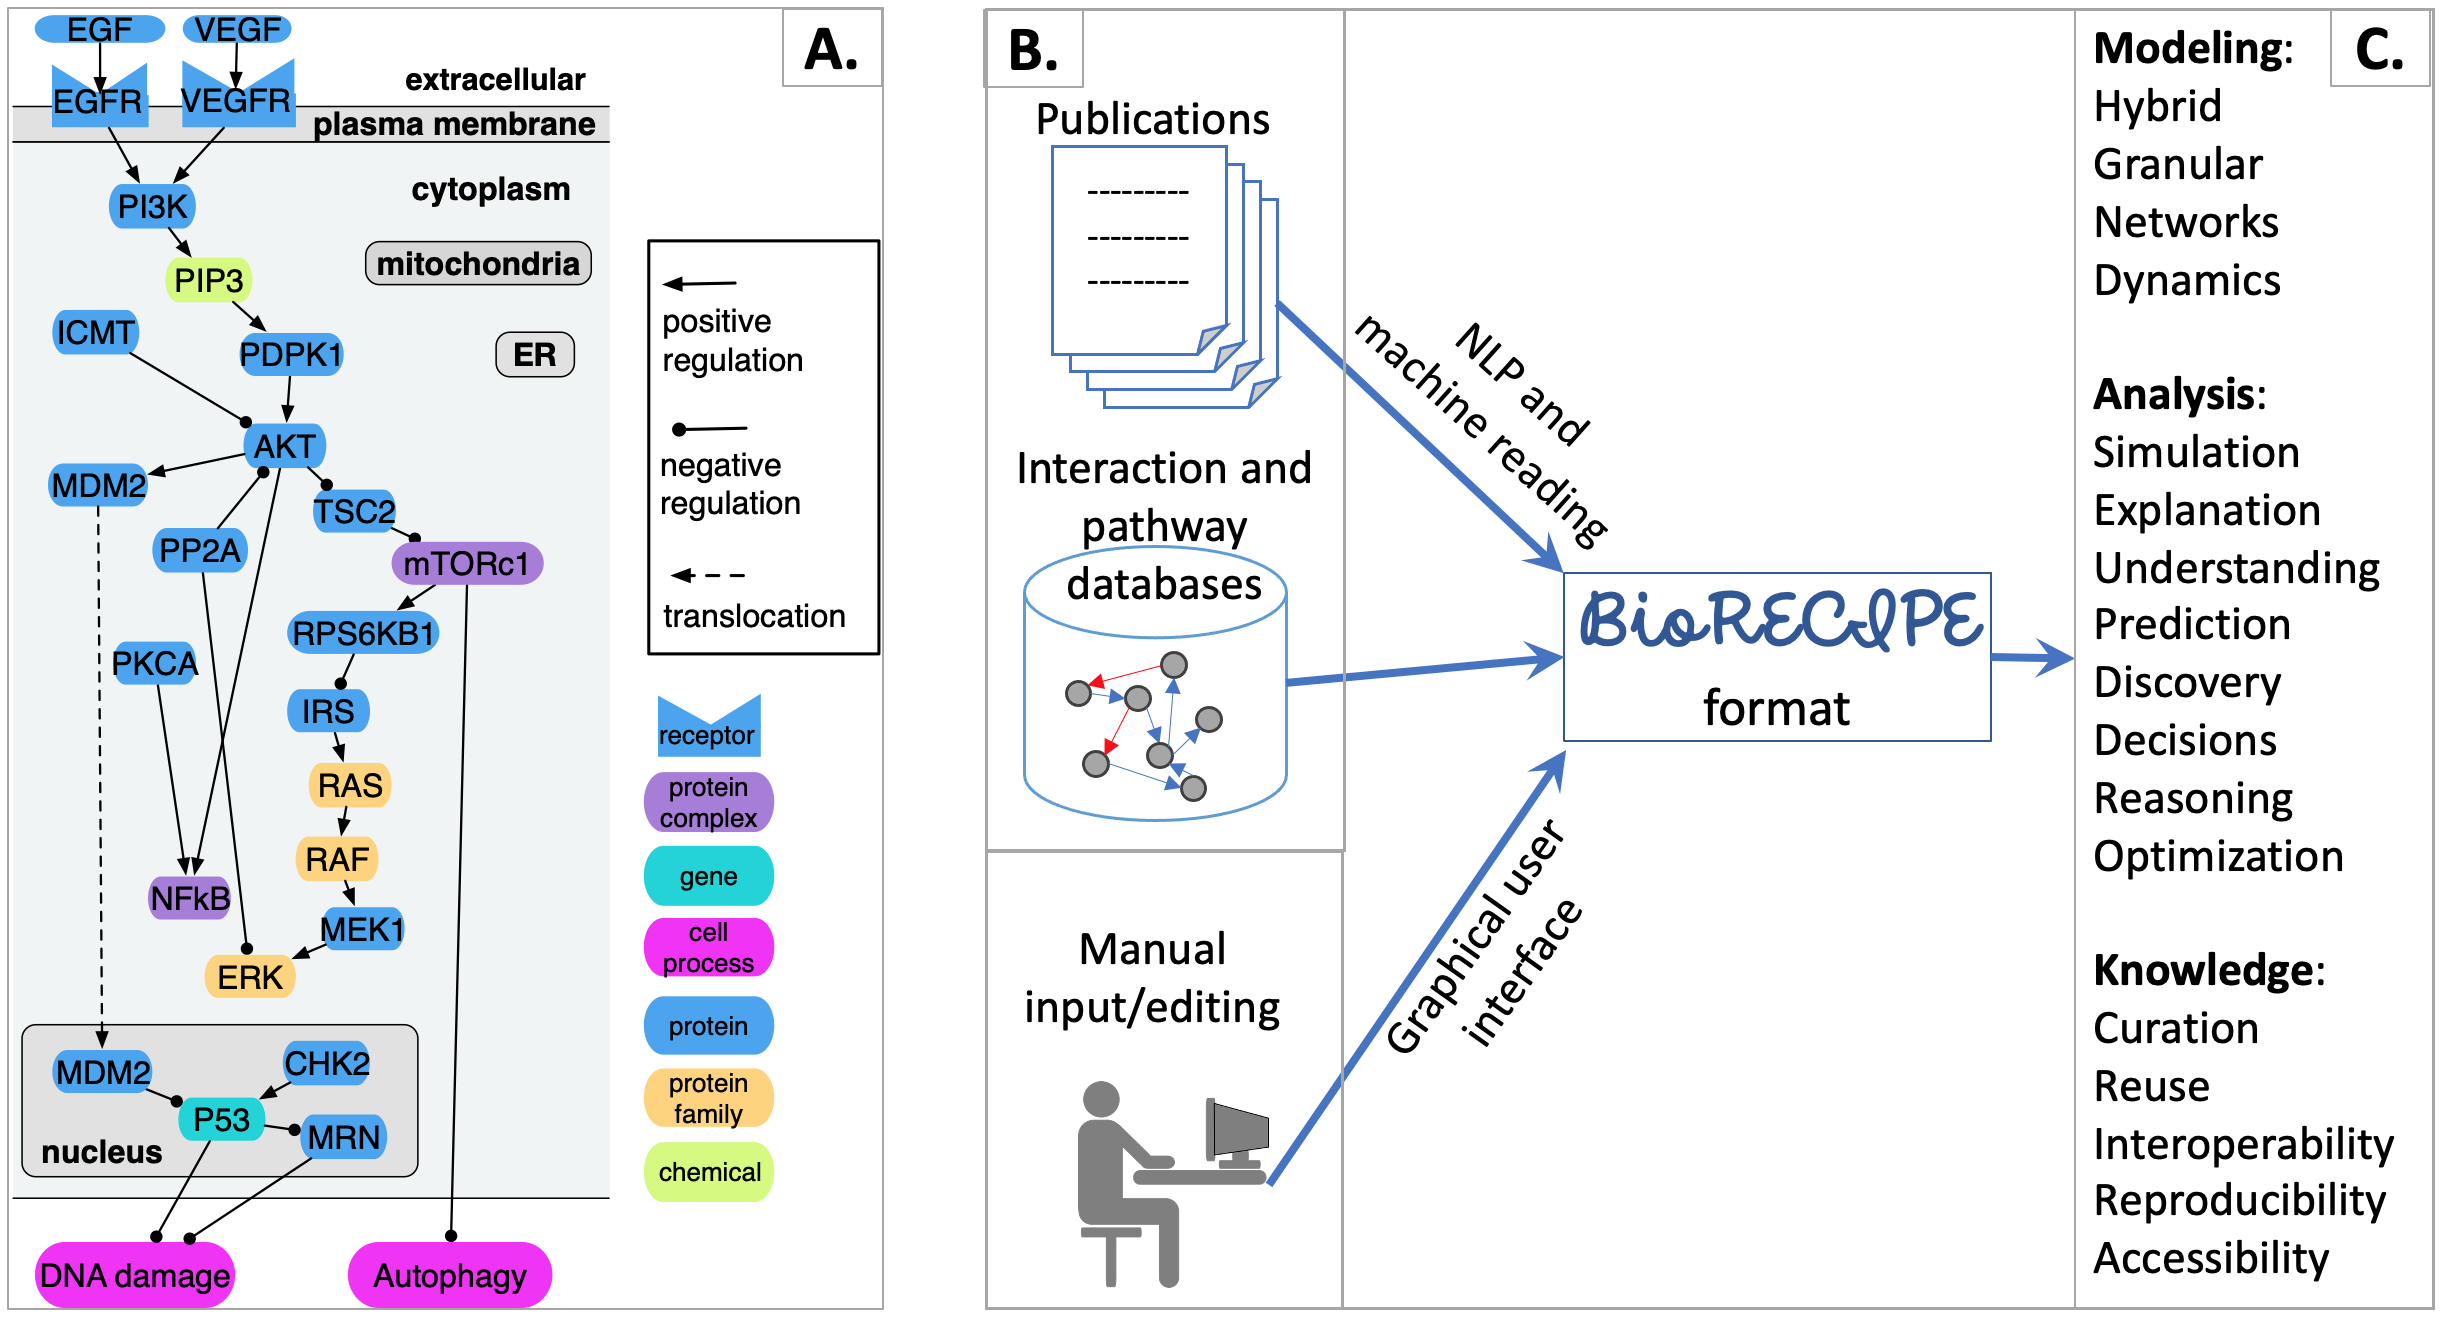 A.
EGF
VEGF
EGFR
VEGFR
extracellular
plasma membrane
cytoplasm
PI3K
mitochondria
PIP3
ICMT
PDPK1
ER
AKT
MDM2
TSC2
PP2A
mTORc1
RPS6KB1
PKCA
IRS
RAS
RAF
NFkB
MEK1
ERK
MDM2
CHK2
P53
MRN
nucleus
DNA damage
Autophagy
positive
regulation
negative
regulation
translocation
receptor
protein
complex
gene
cell
process
protein
protein
family
chemical
B.
Publications
---------
---------
---------
Interaction and
pathway
databases
Manual
input/editing
NLP and
machine reading
Graphical user
interface
BioRECIPE
format
C.
Modeling:
Hybrid
Granular
Networks
Dynamics
Analysis:
Simulation
Explanation
Understanding
Prediction
Discovery
Decisions
Reasoning
Optimization
Knowledge:
Curation
Reuse
Interoperability
Reproducibility
Accessibility